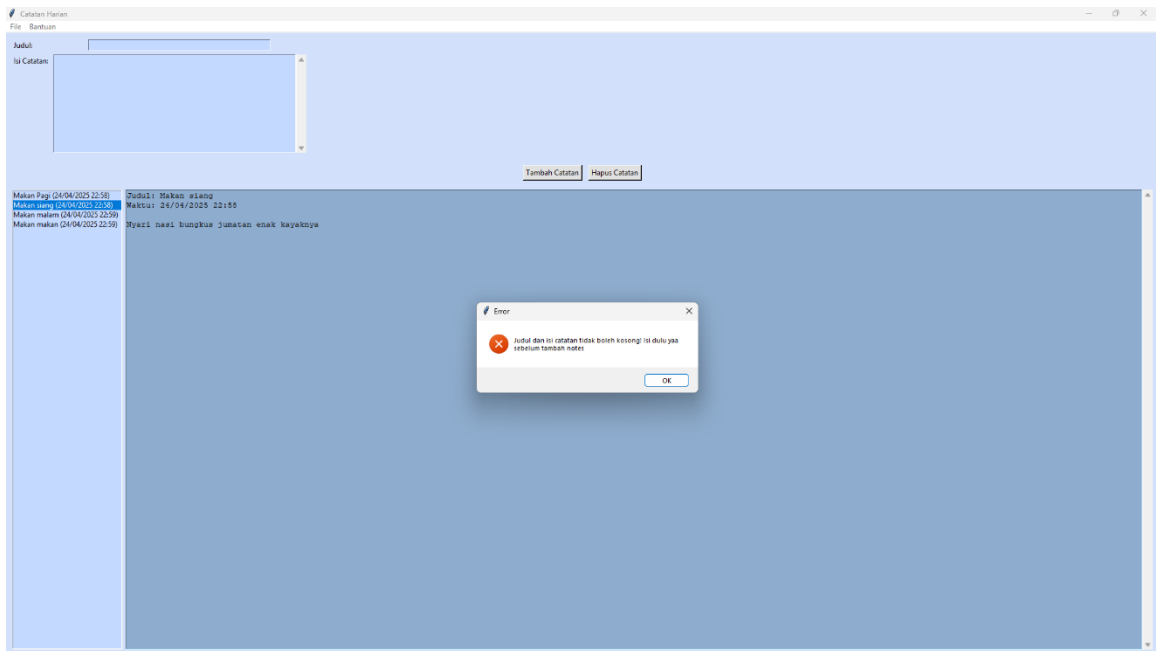 Catatan Harian
File Bantuan
Judul:
Isi Catatan:
Tambah Catatan Hapus Catatan
Makan Pagi (24/04/2025 22:58)
Makan siang (24/04/2025 22:58)
Makan malam (24/04/2025 22:59)
Makan makan (24/04/2025 22:59)
Judul: Makan siang
Waktu: 24/04/2025 22:58
Nyari nasi bungkus jumatan enak kayaknya
Error
Judul dan isi catatan tidak boleh kosong! Isi dulu yaa
sebelum tambah notes
OK